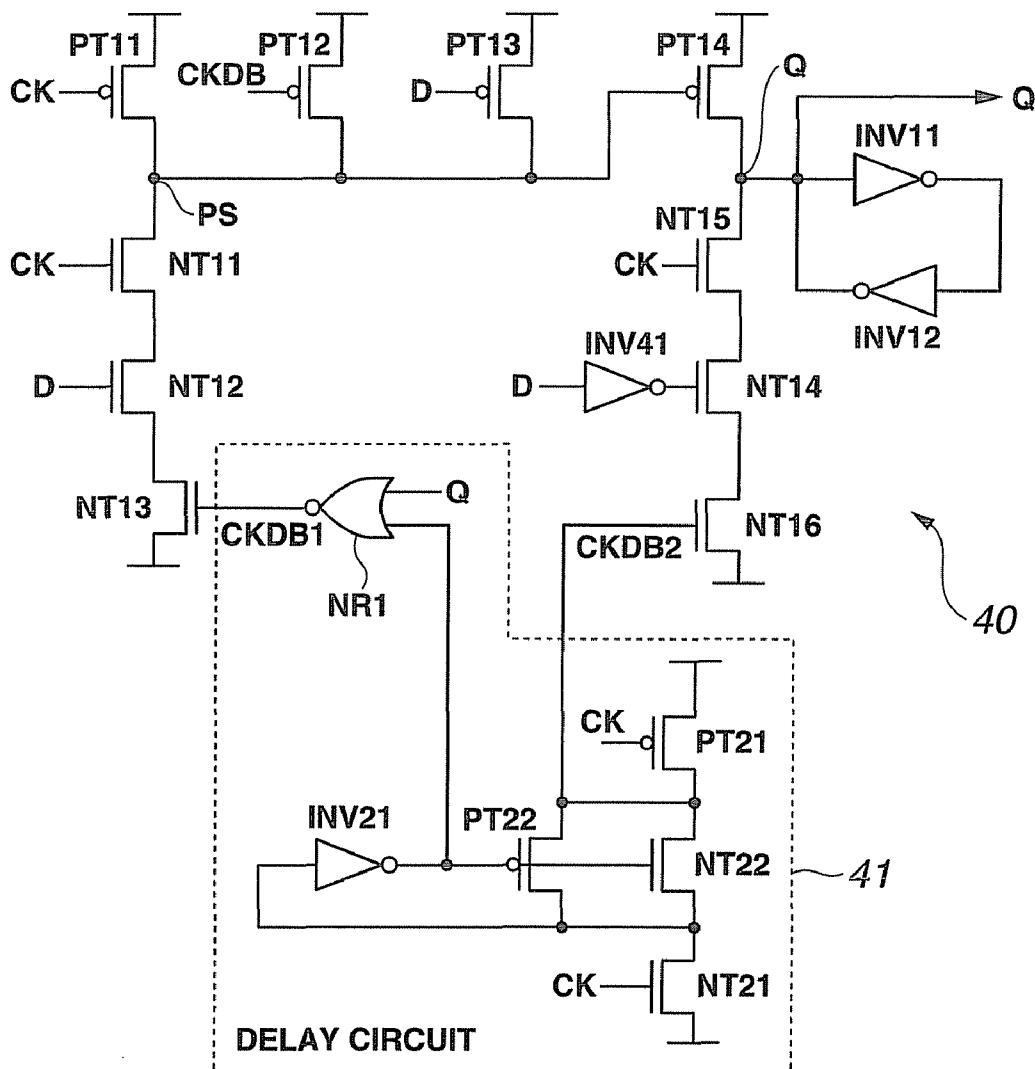 PT11 PT12 PT13 PT14
CK CKDB D Q Q
INV11
PS NT15
CK NT11 CK
INV12
INV41
D NT12 D NT14
NT13 CKDB1 Q CKDB2 NT16
NR1
40
CK PT21
INV21 PT22
NT22
41
CK NT21
DELAY CIRCUIT